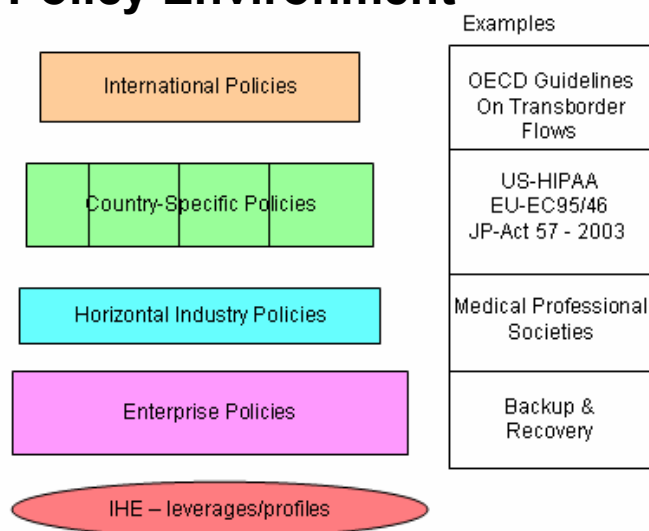 Policy Environment
Examples
International Policies
OECD Guidelines
On Transborder
Flows
Country-Specific Policies
US-HIPAA
EU-EC95/46
JP-Act 57 - 2003
Horizontal Industry Policies
Medical Professional
Societies
Enterprise Policies
Backup &
Recovery
IHE – leverages/profiles